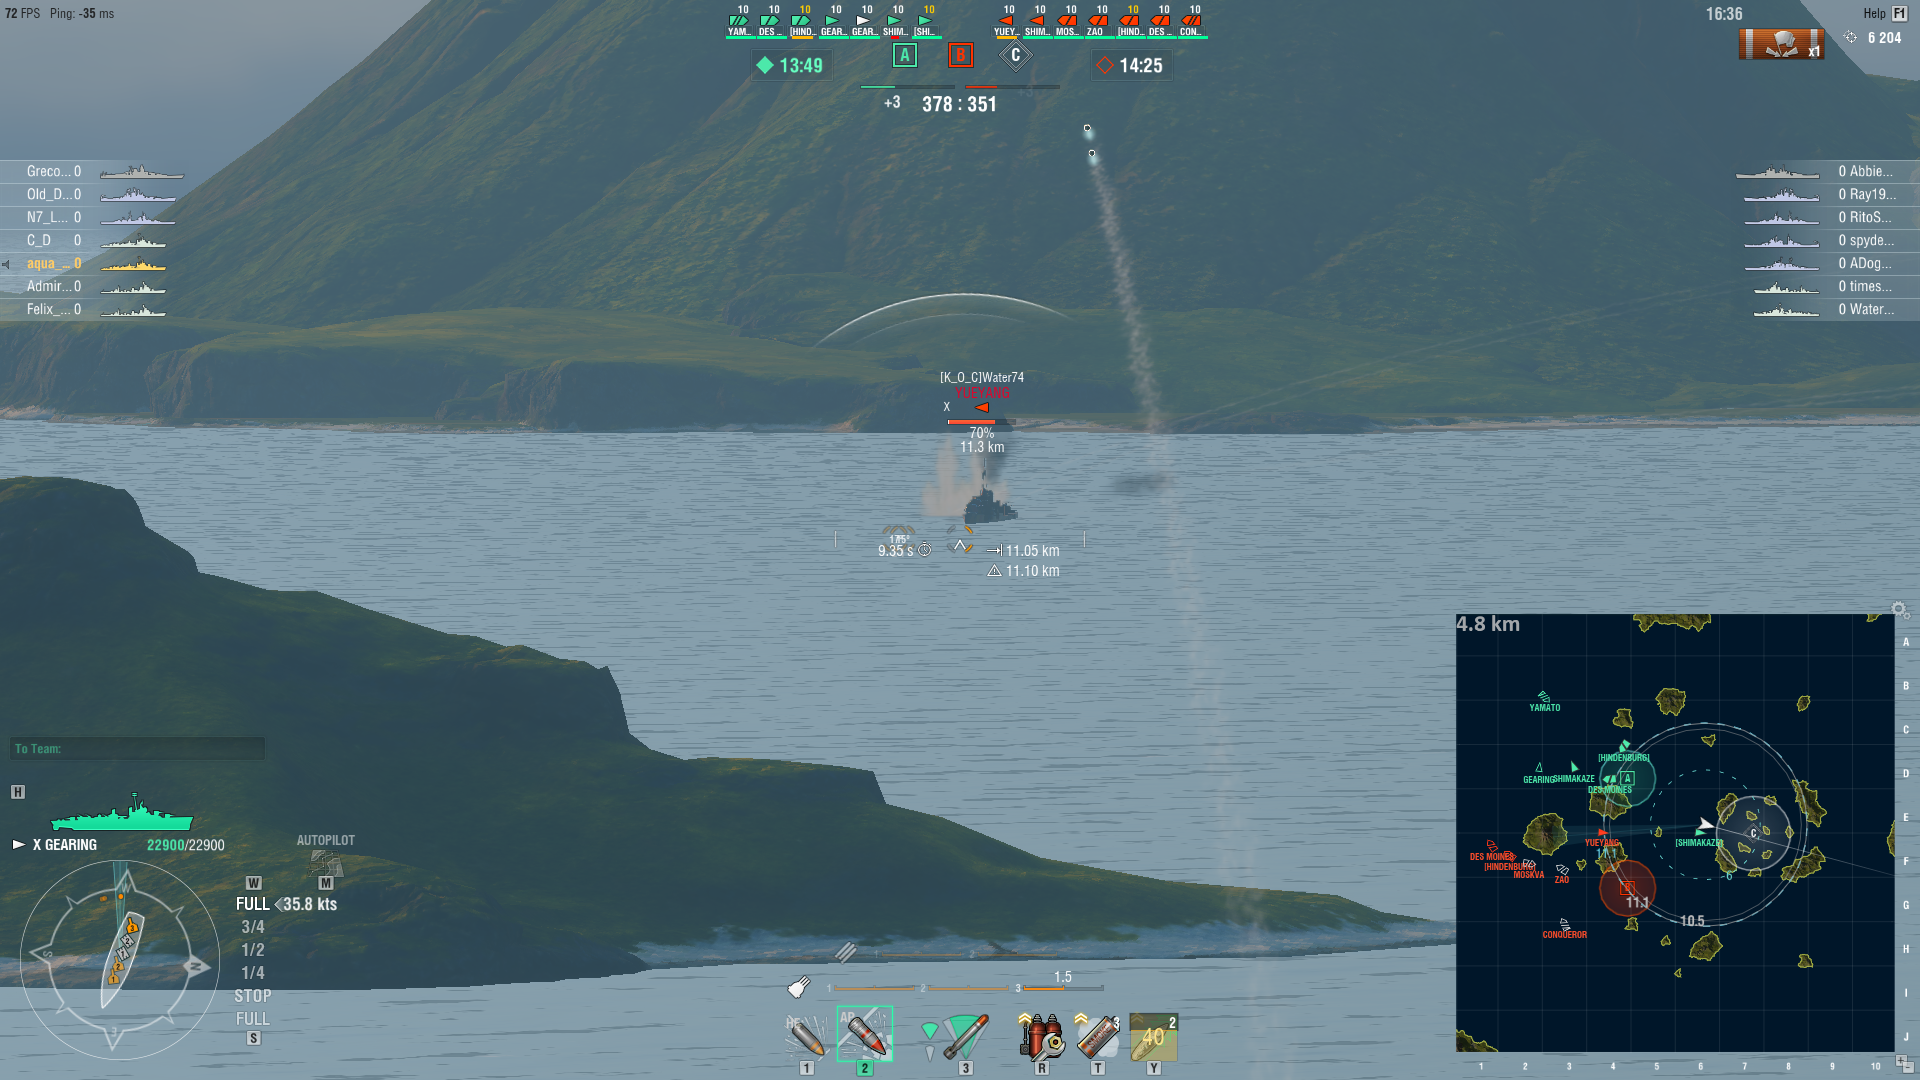 72 FPS Ping: -35 ms
10 10 10 10 10 10 10
YAM... DES ... [HIND... GEAR... GEAR... SHIM... [SHI...
10 10 10 10 10 10 10
YUEY... SHIM... MOS... ZAO [HIND... DES ... CON...
16:36
Help F1
x1
6 204
13:49
A
B
C
14:25
+3
378 : 351
Greco... 0
Old_D... 0
N7_L... 0
C_D 0
aqua_... 0
Admir... 0
Felix_... 0
0 Abbie...
0 Ray19...
0 RitoS...
0 spyde...
0 ADog...
0 times...
0 Water...
[K_O_C]Water74
YUEYANG
X
70%
11.3 km
175°
9.35 s
11.05 km
11.10 km
To Team:
H
X GEARING
22900/22900
AUTOPILOT
W
M
FULL
35.8 kts
3/4
1/2
1/4
STOP
FULL
S
W
N
S
1.5
1 2 3
HE
AP
3
2
40
1 2 3 R T Y
4.8 km
YAMATO
[HINDENBURG]
GEARING
SHIMAKAZE
A
DES MOINES
YUEYANG
11.1
[SHIMAKAZE]
C
DES MOINES
[HINDENBURG]
MOSKVA
ZAO
6
B
11.1
10.5
CONQUEROR
A
B
C
D
E
F
G
H
I
J
1 2 3 4 5 6 7 8 9 10